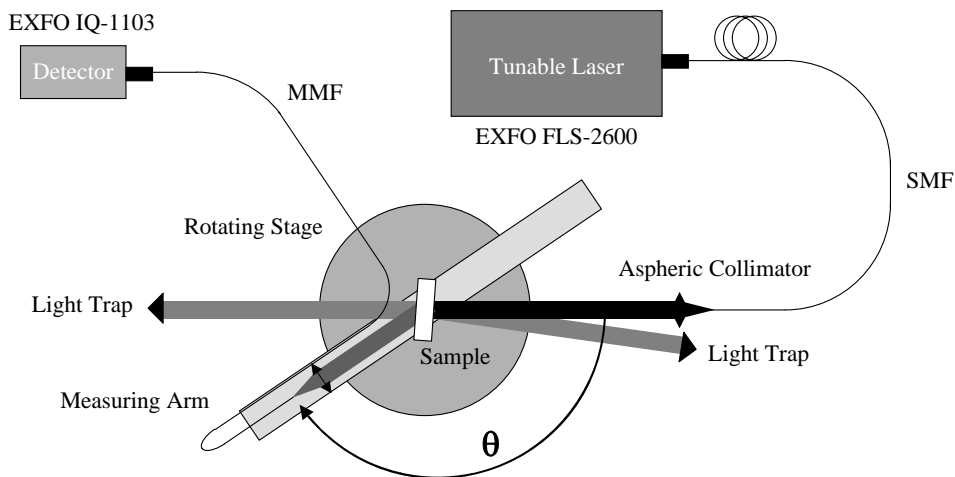 EXFO IQ-1103
Detector
MMF
Tunable Laser
EXFO FLS-2600
SMF
Rotating Stage
Aspheric Collimator
Light Trap
Sample
Light Trap
Measuring Arm
θ